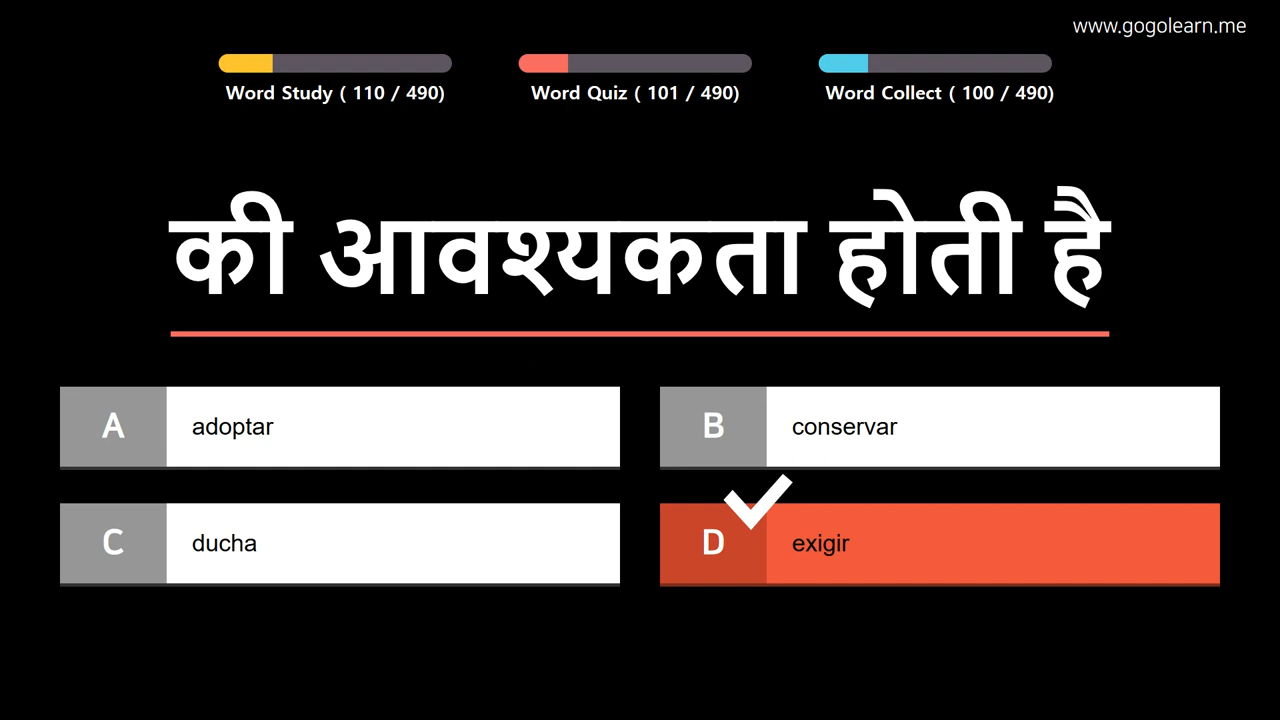 www.gogolearn.me
Word Study ( 110 / 490)
Word Quiz ( 101 / 490)
Word Collect ( 100 / 490)
की आवश्यकता होती है
A adoptar
B conservar
C ducha
D exigir